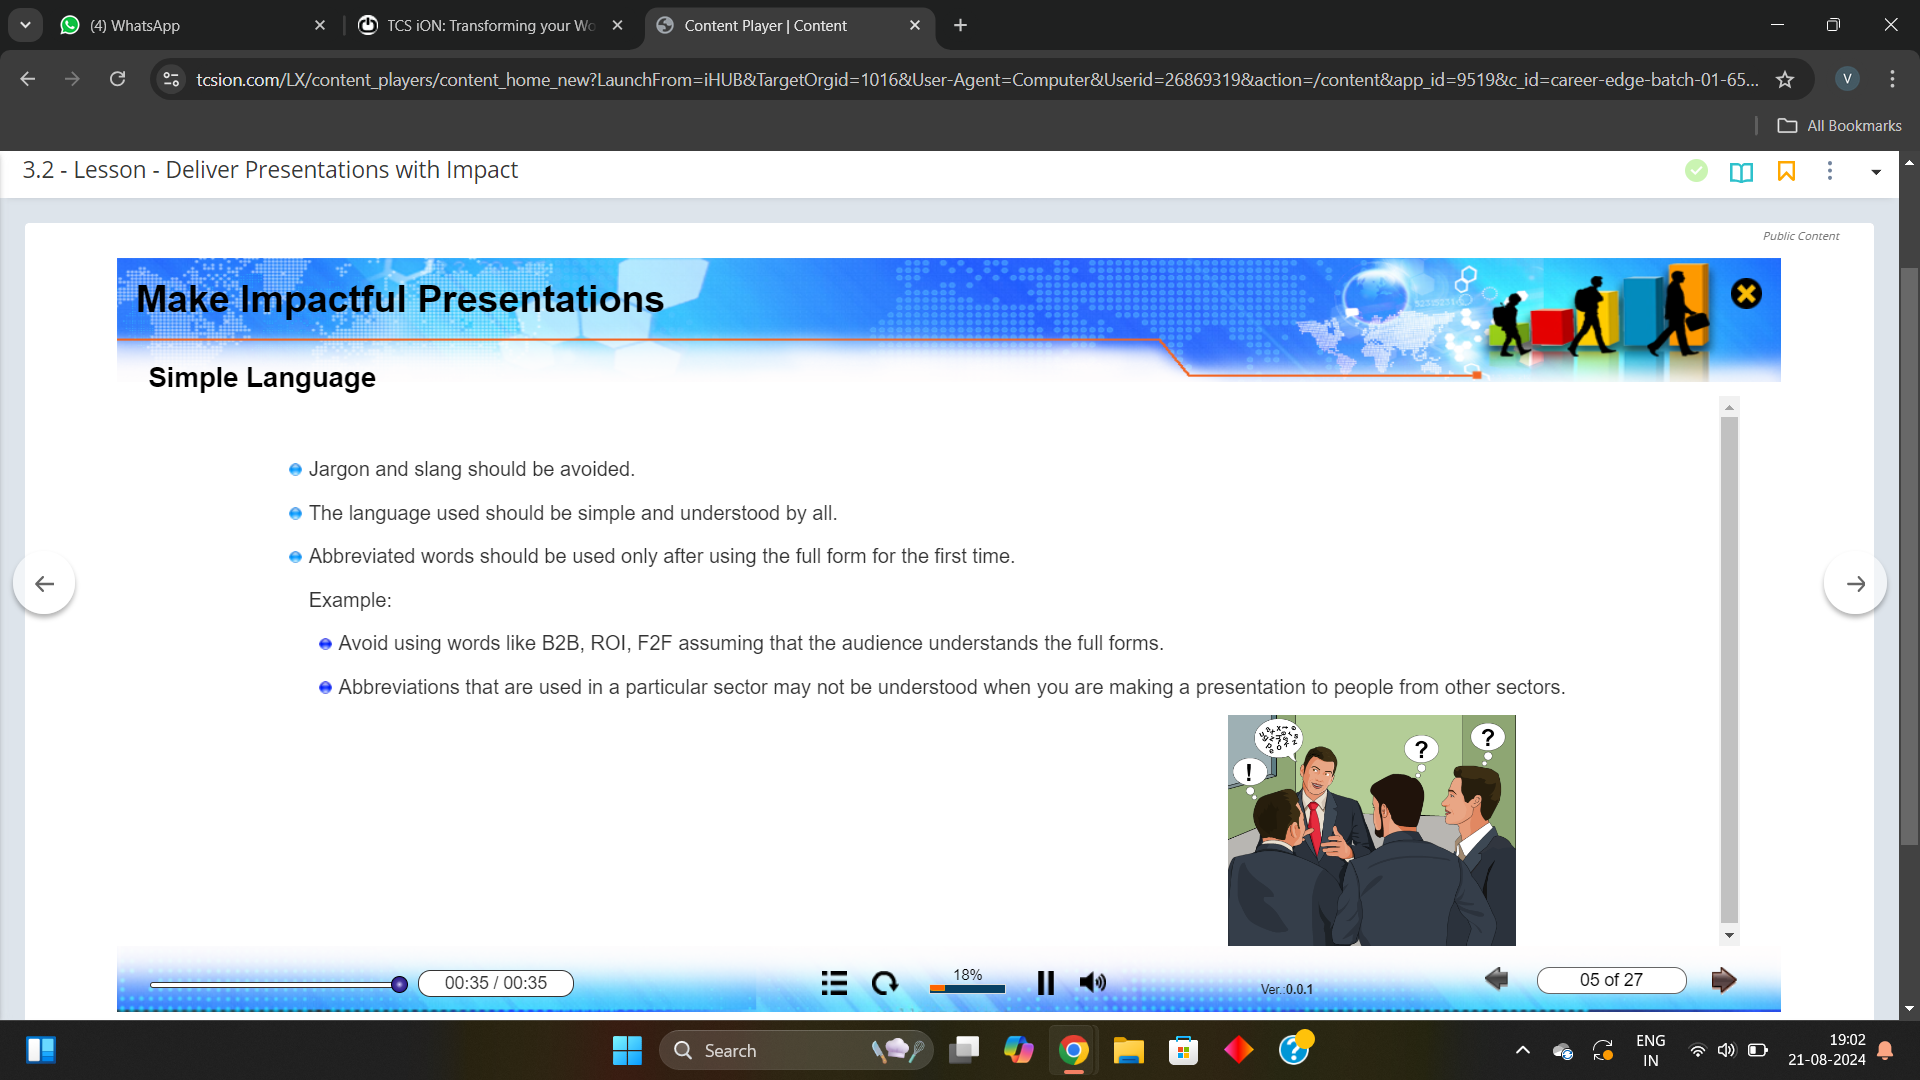 (4) WhatsApp
TCS iON: Transforming your Wo
Content Player | Content
tcsion.com/LX/content_players/content_home_new?LaunchFrom=iHUB&TargetOrgid=1016&User-Agent=Computer&Userid=26869319&action=/content&app_id=9519&c_id=career-edge-batch-01-65...
V
All Bookmarks
3.2 - Lesson - Deliver Presentations with Impact
Public Content
Make Impactful Presentations
Simple Language
Jargon and slang should be avoided.
The language used should be simple and understood by all.
Abbreviated words should be used only after using the full form for the first time.
Example:
Avoid using words like B2B, ROI, F2F assuming that the audience understands the full forms.
Abbreviations that are used in a particular sector may not be understood when you are making a presentation to people from other sectors.
!
?
?
00:35 / 00:35
18%
Ver.:0.0.1
05 of 27
Search
ENG
IN
19:02
21-08-2024